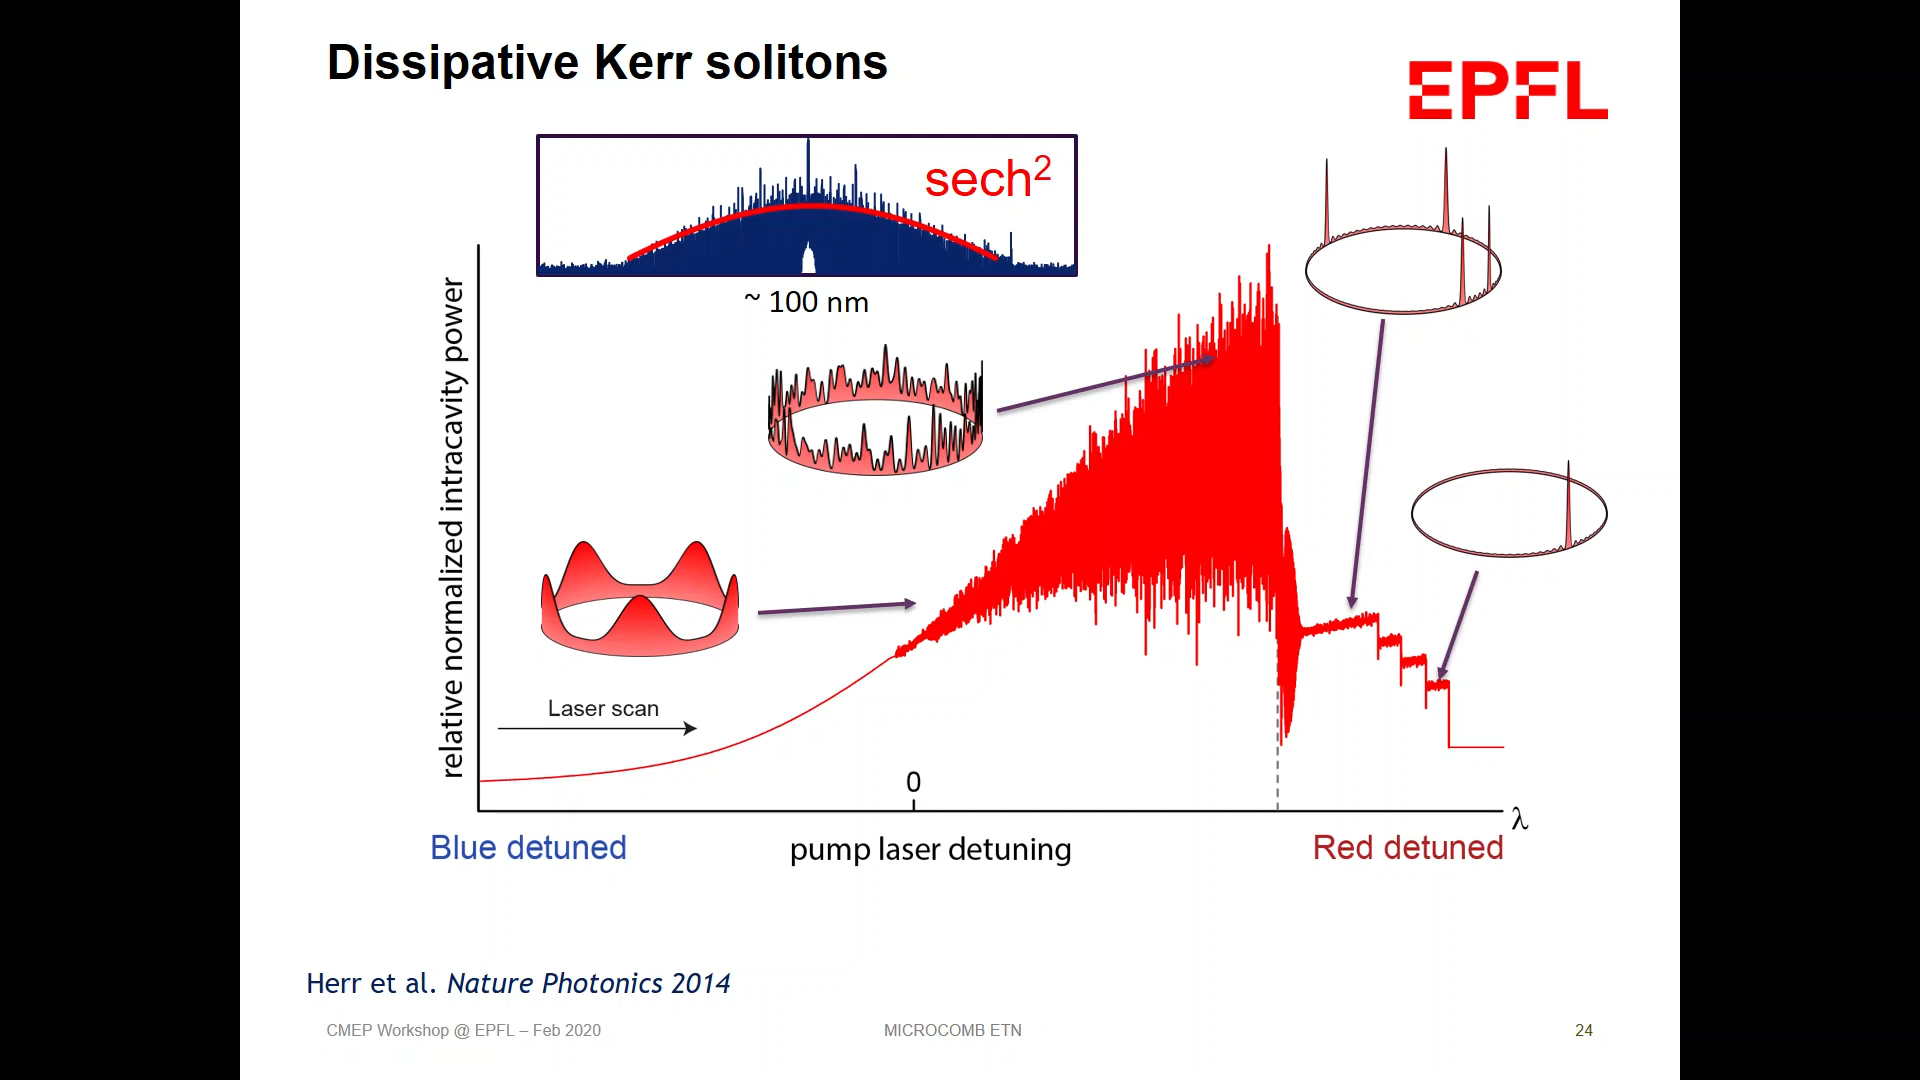 Dissipative Kerr solitons
EPFL
sech²
~ 100 nm
relative normalized intracavity power
Laser scan
0
λ
Blue detuned
pump laser detuning
Red detuned
Herr et al. Nature Photonics 2014
CMEP Workshop @ EPFL – Feb 2020
MICROCOMB ETN
24